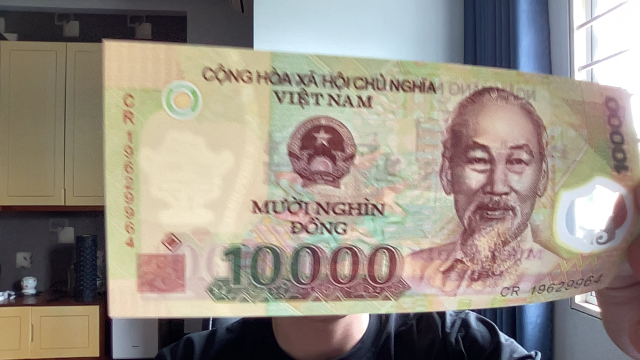 CỘNG HÒA XÃ HỘI CHỦ NGHĨA
VIỆT NAM
MƯỜI NGHÌN
ĐỒNG
10000
10000
CR 19629964
CR 19629964